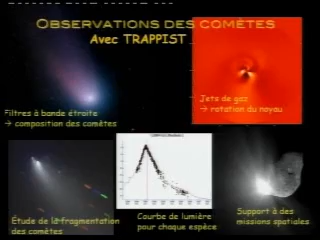 Observations des comètes
Avec TRAPPIST
Filtres à bande étroite
→ composition des comètes
Jets de gaz
→ rotation du noyau
Étude de la fragmentation
des comètes
Courbe de lumière
pour chaque espèce
Support à des
missions spatiales